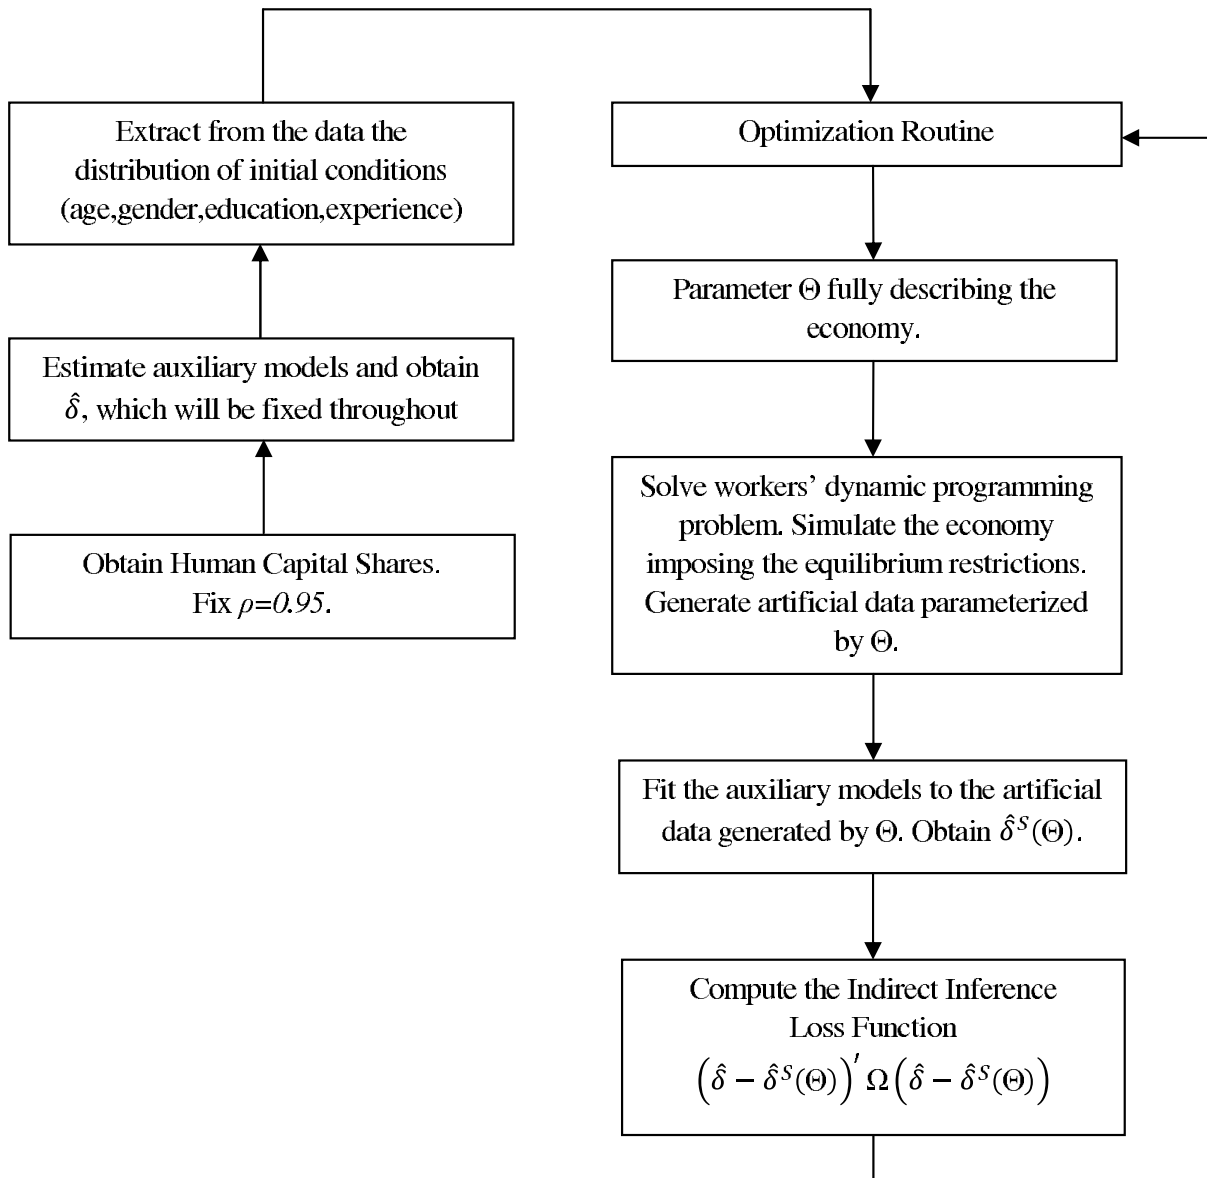 Extract from the data the
distribution of initial conditions
(age,gender,education,experience)
Estimate auxiliary models and obtain
δ̂, which will be fixed throughout
Obtain Human Capital Shares.
Fix ρ=0.95.
Optimization Routine
Parameter Θ fully describing the
economy.
Solve workers’ dynamic programming
problem. Simulate the economy
imposing the equilibrium restrictions.
Generate artificial data parameterized
by Θ.
Fit the auxiliary models to the artificial
data generated by Θ. Obtain δ̂ˢ(Θ).
Compute the Indirect Inference
Loss Function
(δ̂ − δ̂ˢ(Θ))′ Ω (δ̂ − δ̂ˢ(Θ))